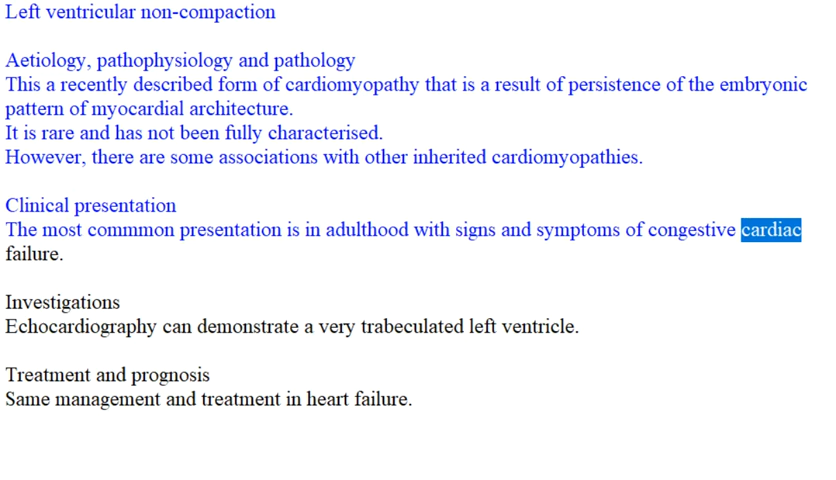 Left ventricular non-compaction
Aetiology, pathophysiology and pathology
This a recently described form of cardiomyopathy that is a result of persistence of the embryonic
pattern of myocardial architecture.
It is rare and has not been fully characterised.
However, there are some associations with other inherited cardiomyopathies.
Clinical presentation
The most commmon presentation is in adulthood with signs and symptoms of congestive cardiac
failure.
Investigations
Echocardiography can demonstrate a very trabeculated left ventricle.
Treatment and prognosis
Same management and treatment in heart failure.